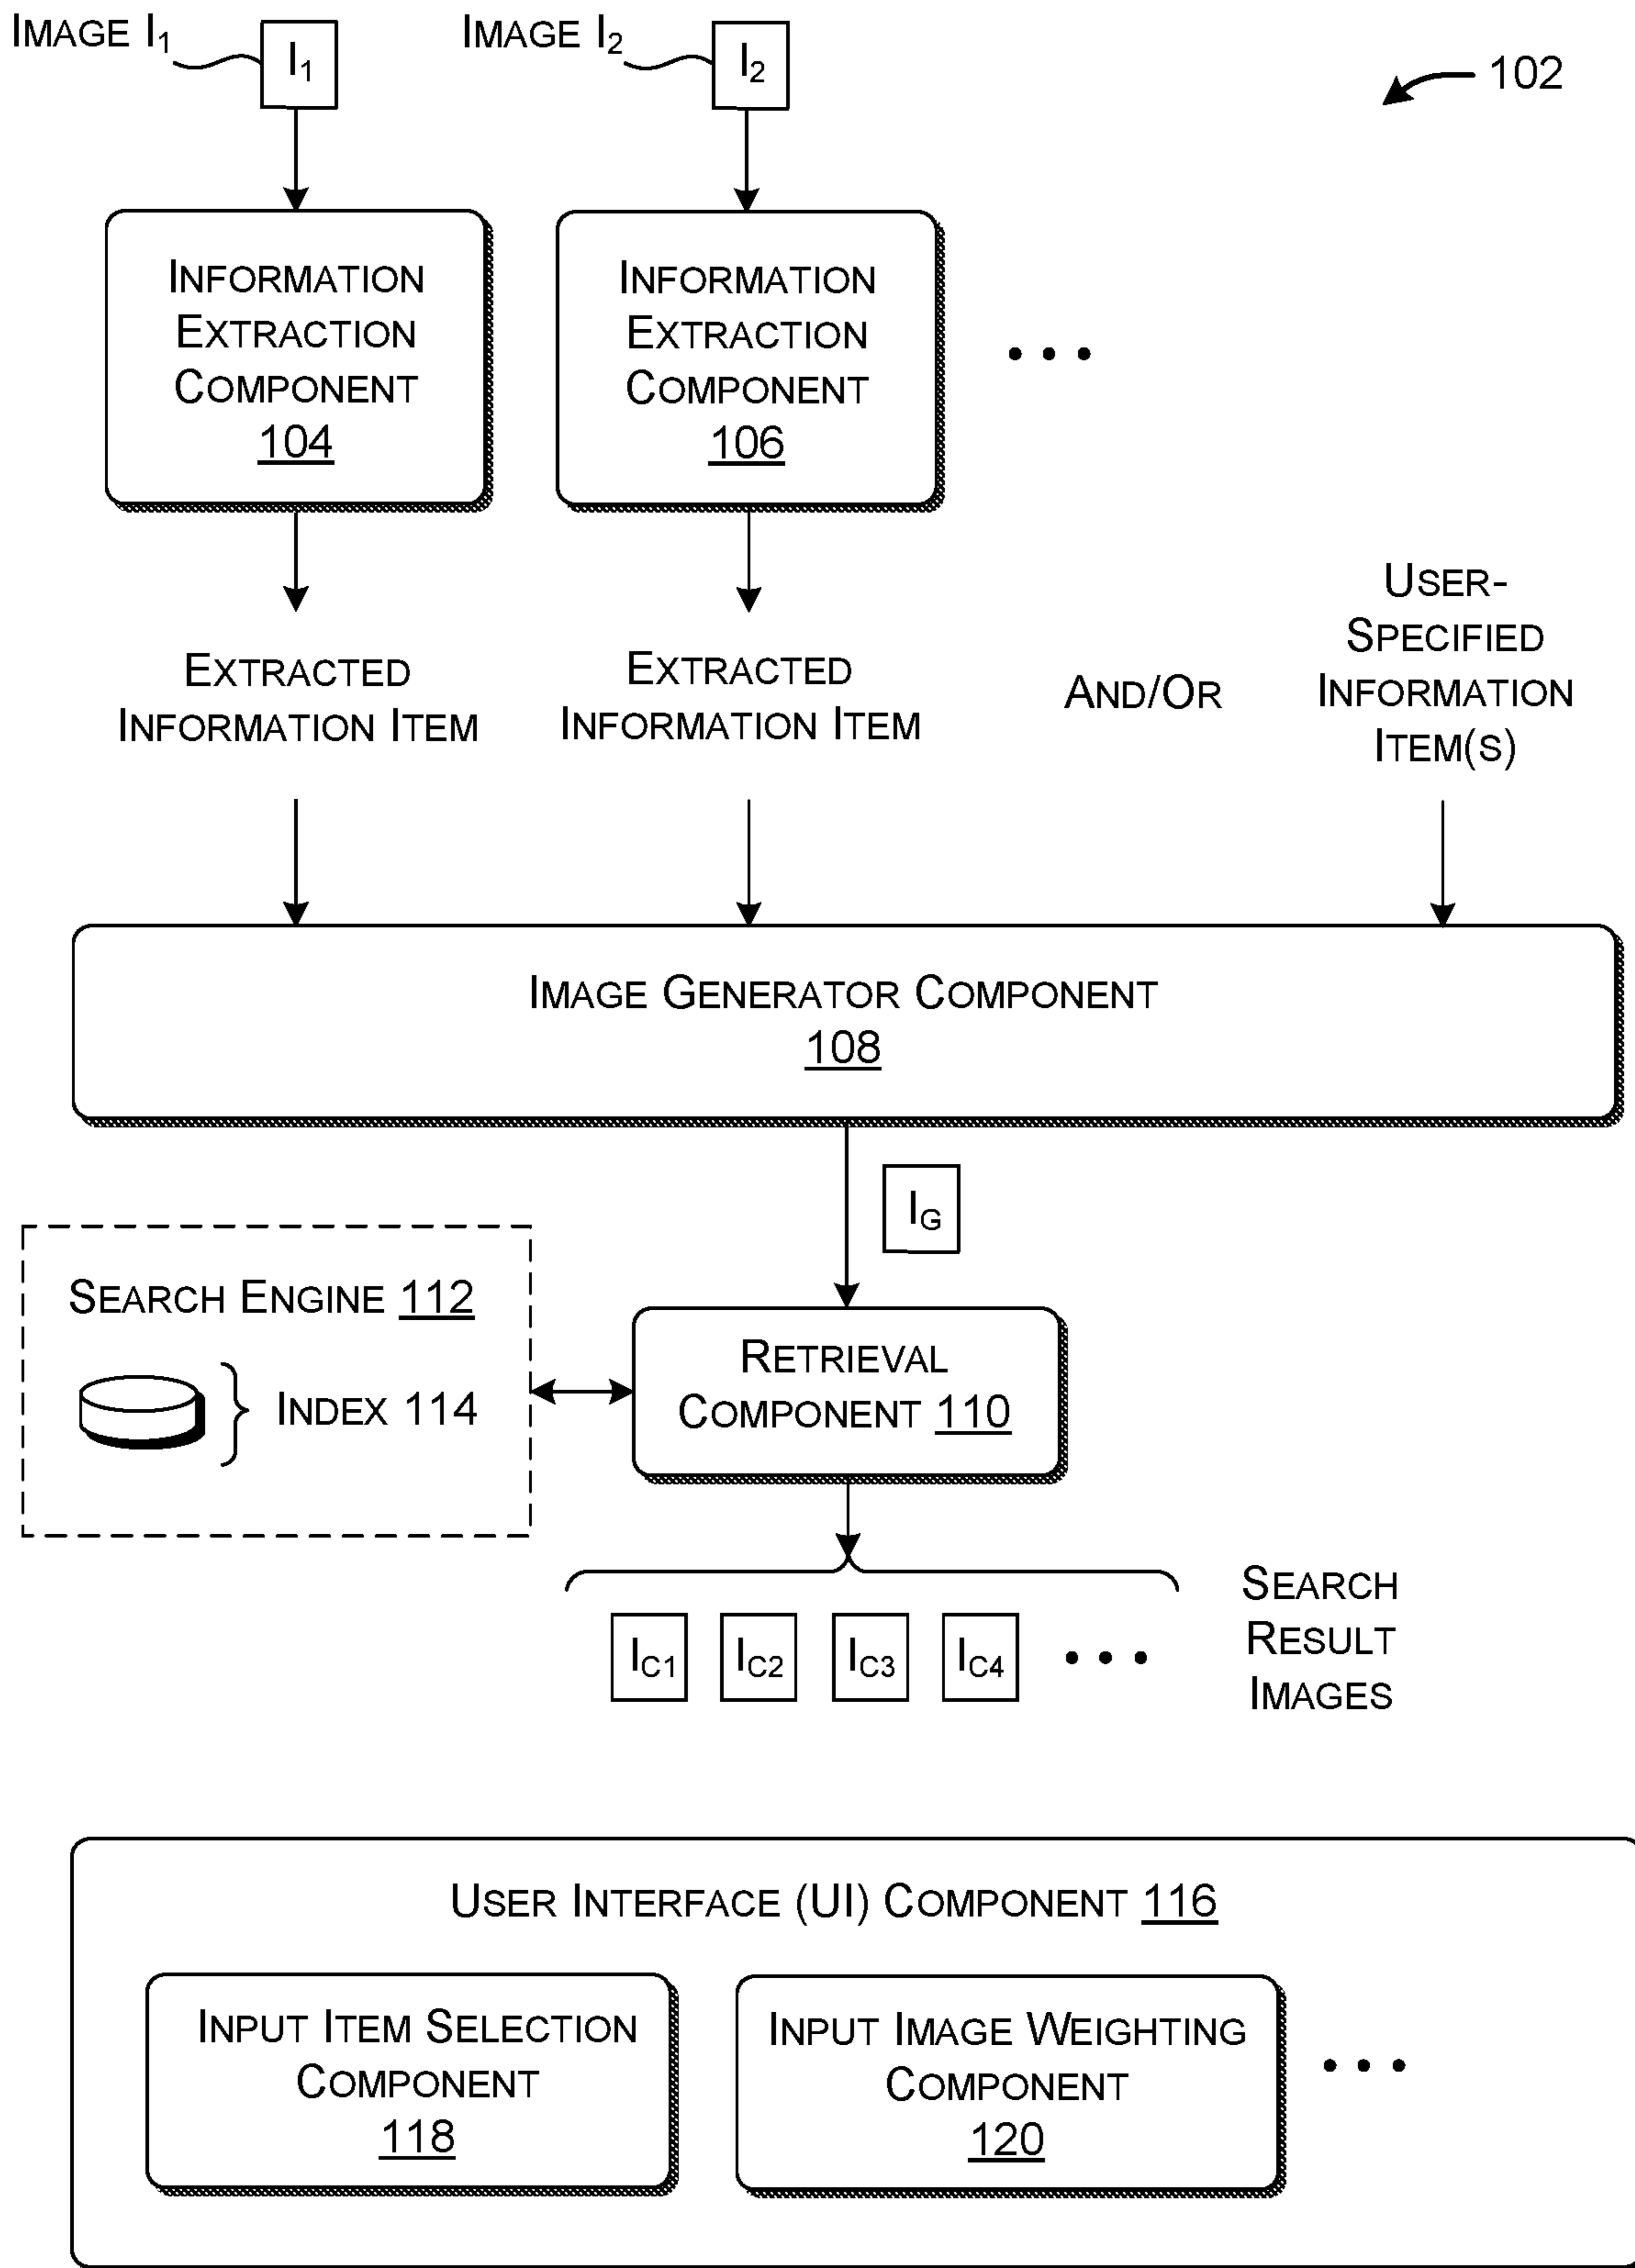 IMAGE I1
I1
IMAGE I2
I2
102
INFORMATION
EXTRACTION
COMPONENT
104
INFORMATION
EXTRACTION
COMPONENT
106
• • •
EXTRACTED
INFORMATION ITEM
EXTRACTED
INFORMATION ITEM
AND/OR
USER-
SPECIFIED
INFORMATION
ITEM(S)
IMAGE GENERATOR COMPONENT
108
IG
SEARCH ENGINE 112
INDEX 114
RETRIEVAL
COMPONENT 110
IC1
IC2
IC3
IC4
• • •
SEARCH
RESULT
IMAGES
USER INTERFACE (UI) COMPONENT 116
INPUT ITEM SELECTION
COMPONENT
118
INPUT IMAGE WEIGHTING
COMPONENT
120
• • •